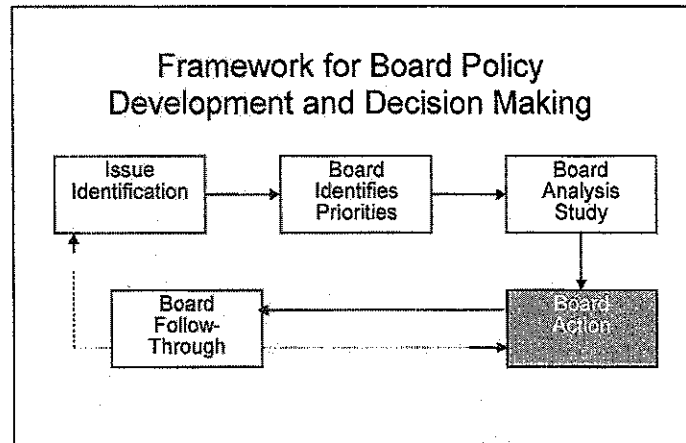 Framework for Board Policy
Development and Decision Making
Issue
Identification
Board
Identifies
Priorities
Board
Analysis
Study
Board
Follow-
Through
Board
Action